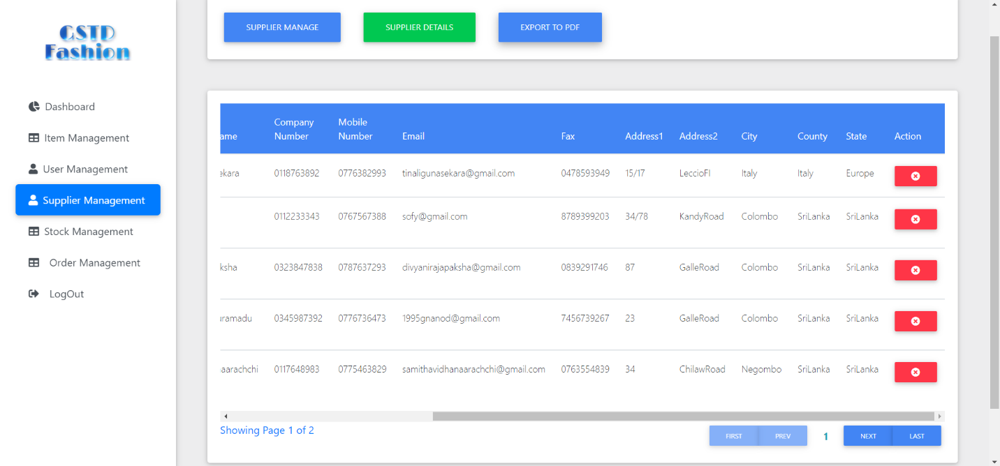 GSTD
Fashion
Dashboard
Item Management
User Management
Supplier Management
Stock Management
Order Management
LogOut
SUPPLIER MANAGE SUPPLIER DETAILS EXPORT TO PDF
Company Mobile
ame Number Number Email Fax Address1 Address2 City County State Action
ekara 0118763892 0776382993 tinaligunasekara@gmail.com 0478593949 15/17 LeccioFl Italy Italy Europe
0112233343 0767567388 sofy@gmail.com 8789399203 34/78 KandyRoad Colombo SriLanka SriLanka
ksha 0323847838 0787637293 divyanirajapaksha@gmail.com 0839291746 87 GalleRoad Colombo SriLanka SriLanka
uramadu 0345987392 0776736473 1995gnanod@gmail.com 7456739267 23 GalleRoad Colombo SriLanka SriLanka
aarachchi 0117648983 0775463829 samithavidhanaarachchi@gmail.com 0763554839 34 ChilawRoad Negombo SriLanka SriLanka
Showing Page 1 of 2 FIRST PREV 1 NEXT LAST